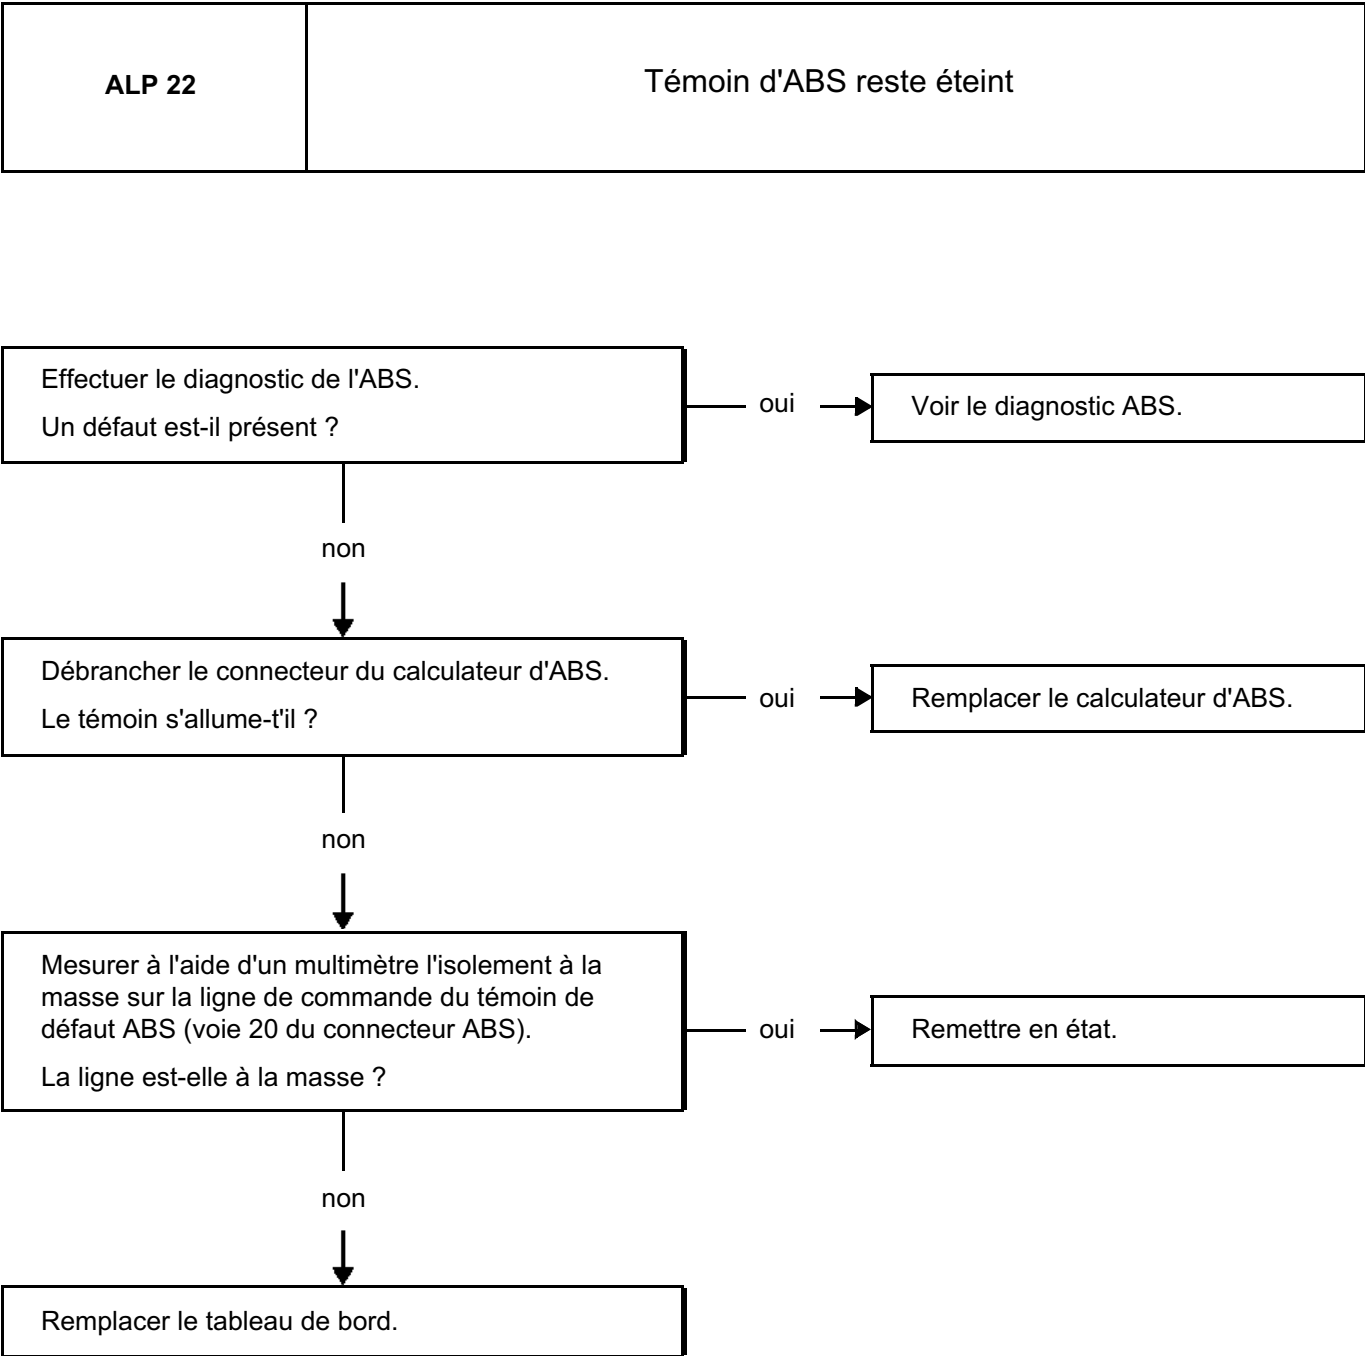 ALP 22
Témoin d'ABS reste éteint
Effectuer le diagnostic de l'ABS.
Un défaut est-il présent ?
oui
Voir le diagnostic ABS.
non
Débrancher le connecteur du calculateur d'ABS.
Le témoin s'allume-t'il ?
oui
Remplacer le calculateur d'ABS.
non
Mesurer à l'aide d'un multimètre l'isolement à la
masse sur la ligne de commande du témoin de
défaut ABS (voie 20 du connecteur ABS).
La ligne est-elle à la masse ?
oui
Remettre en état.
non
Remplacer le tableau de bord.